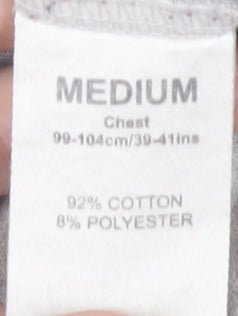 MEDIUM
Chest
99-104cm/39-41ins
92% COTTON
8% POLYESTER